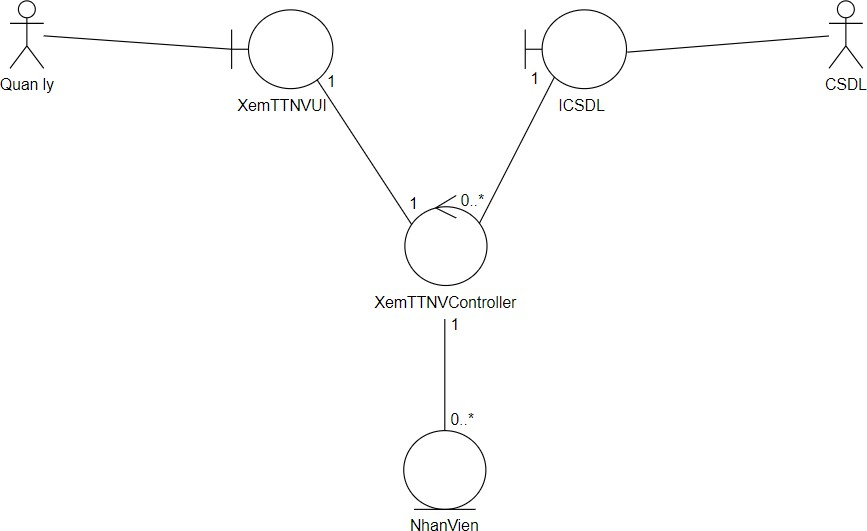 Quan ly
XemTTNVUI
1
1
ICSDL
CSDL
1
0..*
XemTTNVController
1
0..*
NhanVien